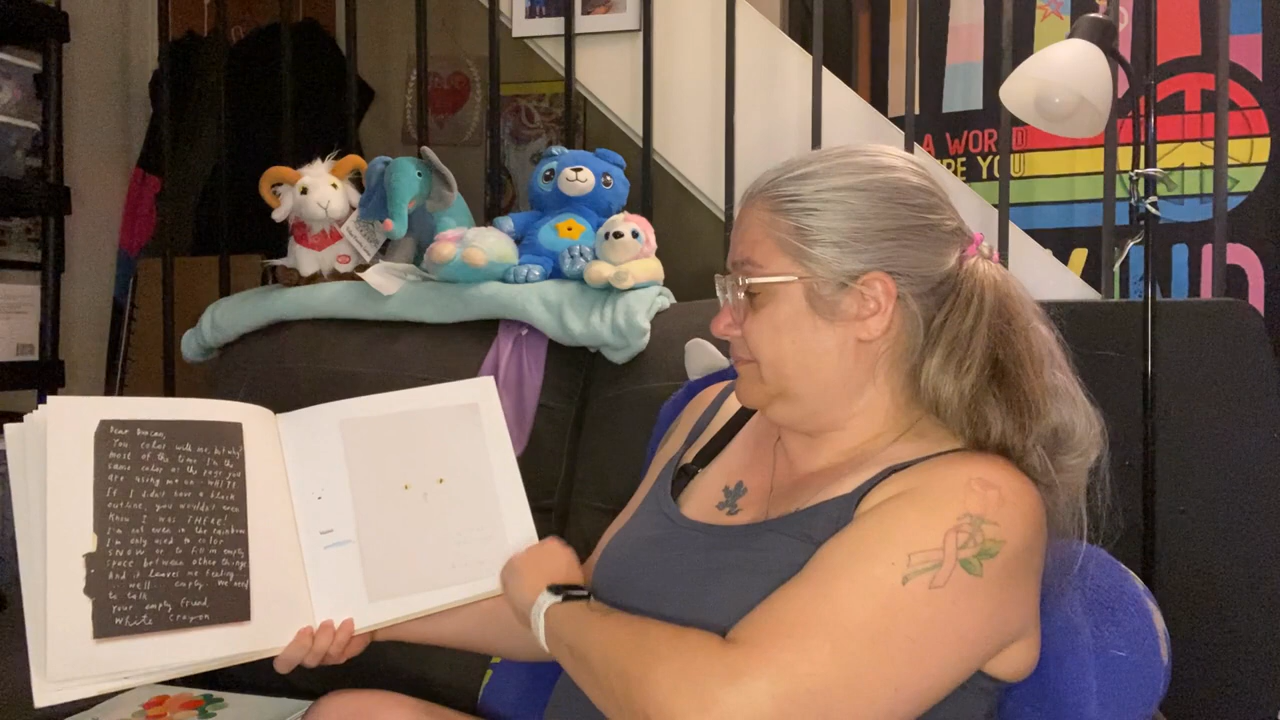 Dear Duncan,
You color with me, but why?
most of the time I'm the
same color as the page you
are using me on - WHITE
If I didn't have a black
outline, you wouldn't even
know I was THERE!
I'm not even in the rainbow
I'm only used to color
SNOW or to fill in empty
space between other things
And it leaves me feeling...
... well.. empty. We need
to talk.
Your empty friend,
White Crayon
A WORLD
YOU